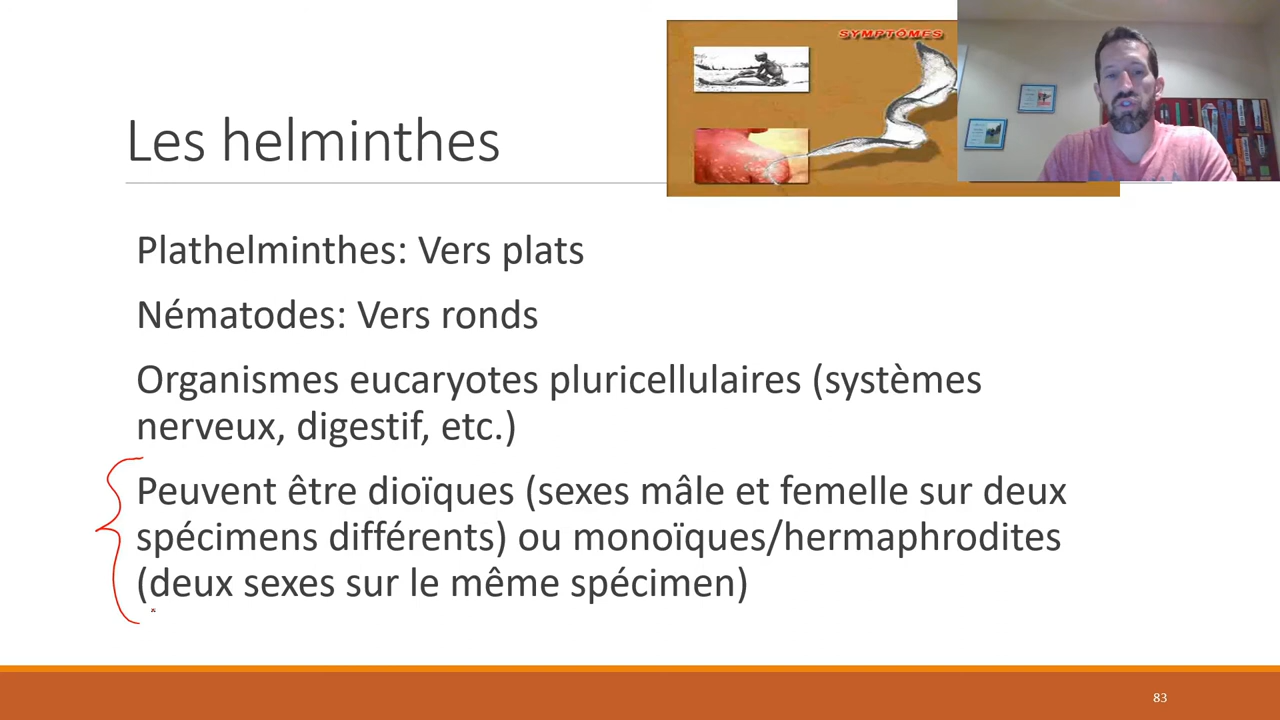 SYMPTÔMES
Les helminthes
Plathelminthes: Vers plats
Nématodes: Vers ronds
Organismes eucaryotes pluricellulaires (systèmes
nerveux, digestif, etc.)
Peuvent être dioïques (sexes mâle et femelle sur deux
spécimens différents) ou monoïques/hermaphrodites
(deux sexes sur le même spécimen)
83